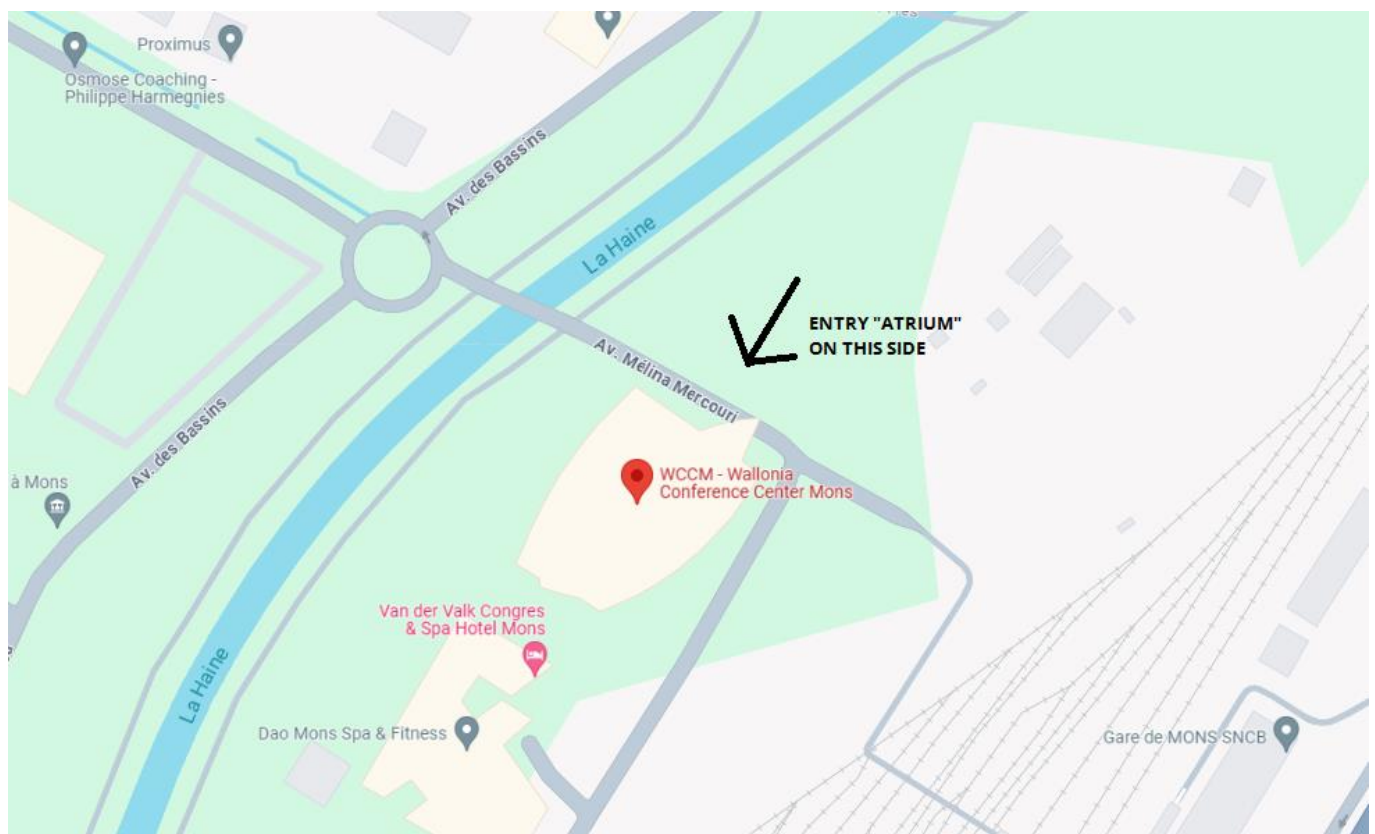 Proximus
Osmose Coaching -
Philippe Harmegnies
Av. des Bassins
La Haine
ENTRY "ATRIUM"
ON THIS SIDE
Av. Mélina Mercouri
Av. des Bassins
à Mons
WCCM - Wallonia
Conference Center Mons
Van der Valk Congres
& Spa Hotel Mons
La Haine
Dao Mons Spa & Fitness
Gare de MONS SNCB